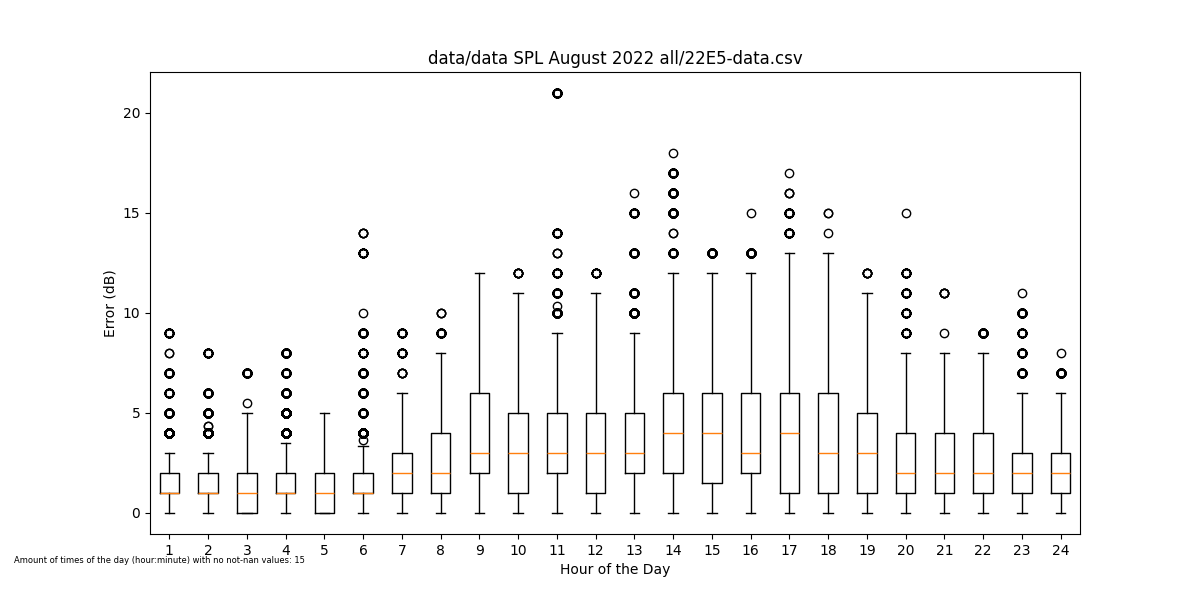 data/data SPL August 2022 all/22E5-data.csv
20
15
10
5
0
Error (dB)
1 2 3 4 5 6 7 8 9 10 11 12 13 14 15 16 17 18 19 20 21 22 23 24
Amount of times of the day (hour:minute) with no not-nan values: 15
Hour of the Day